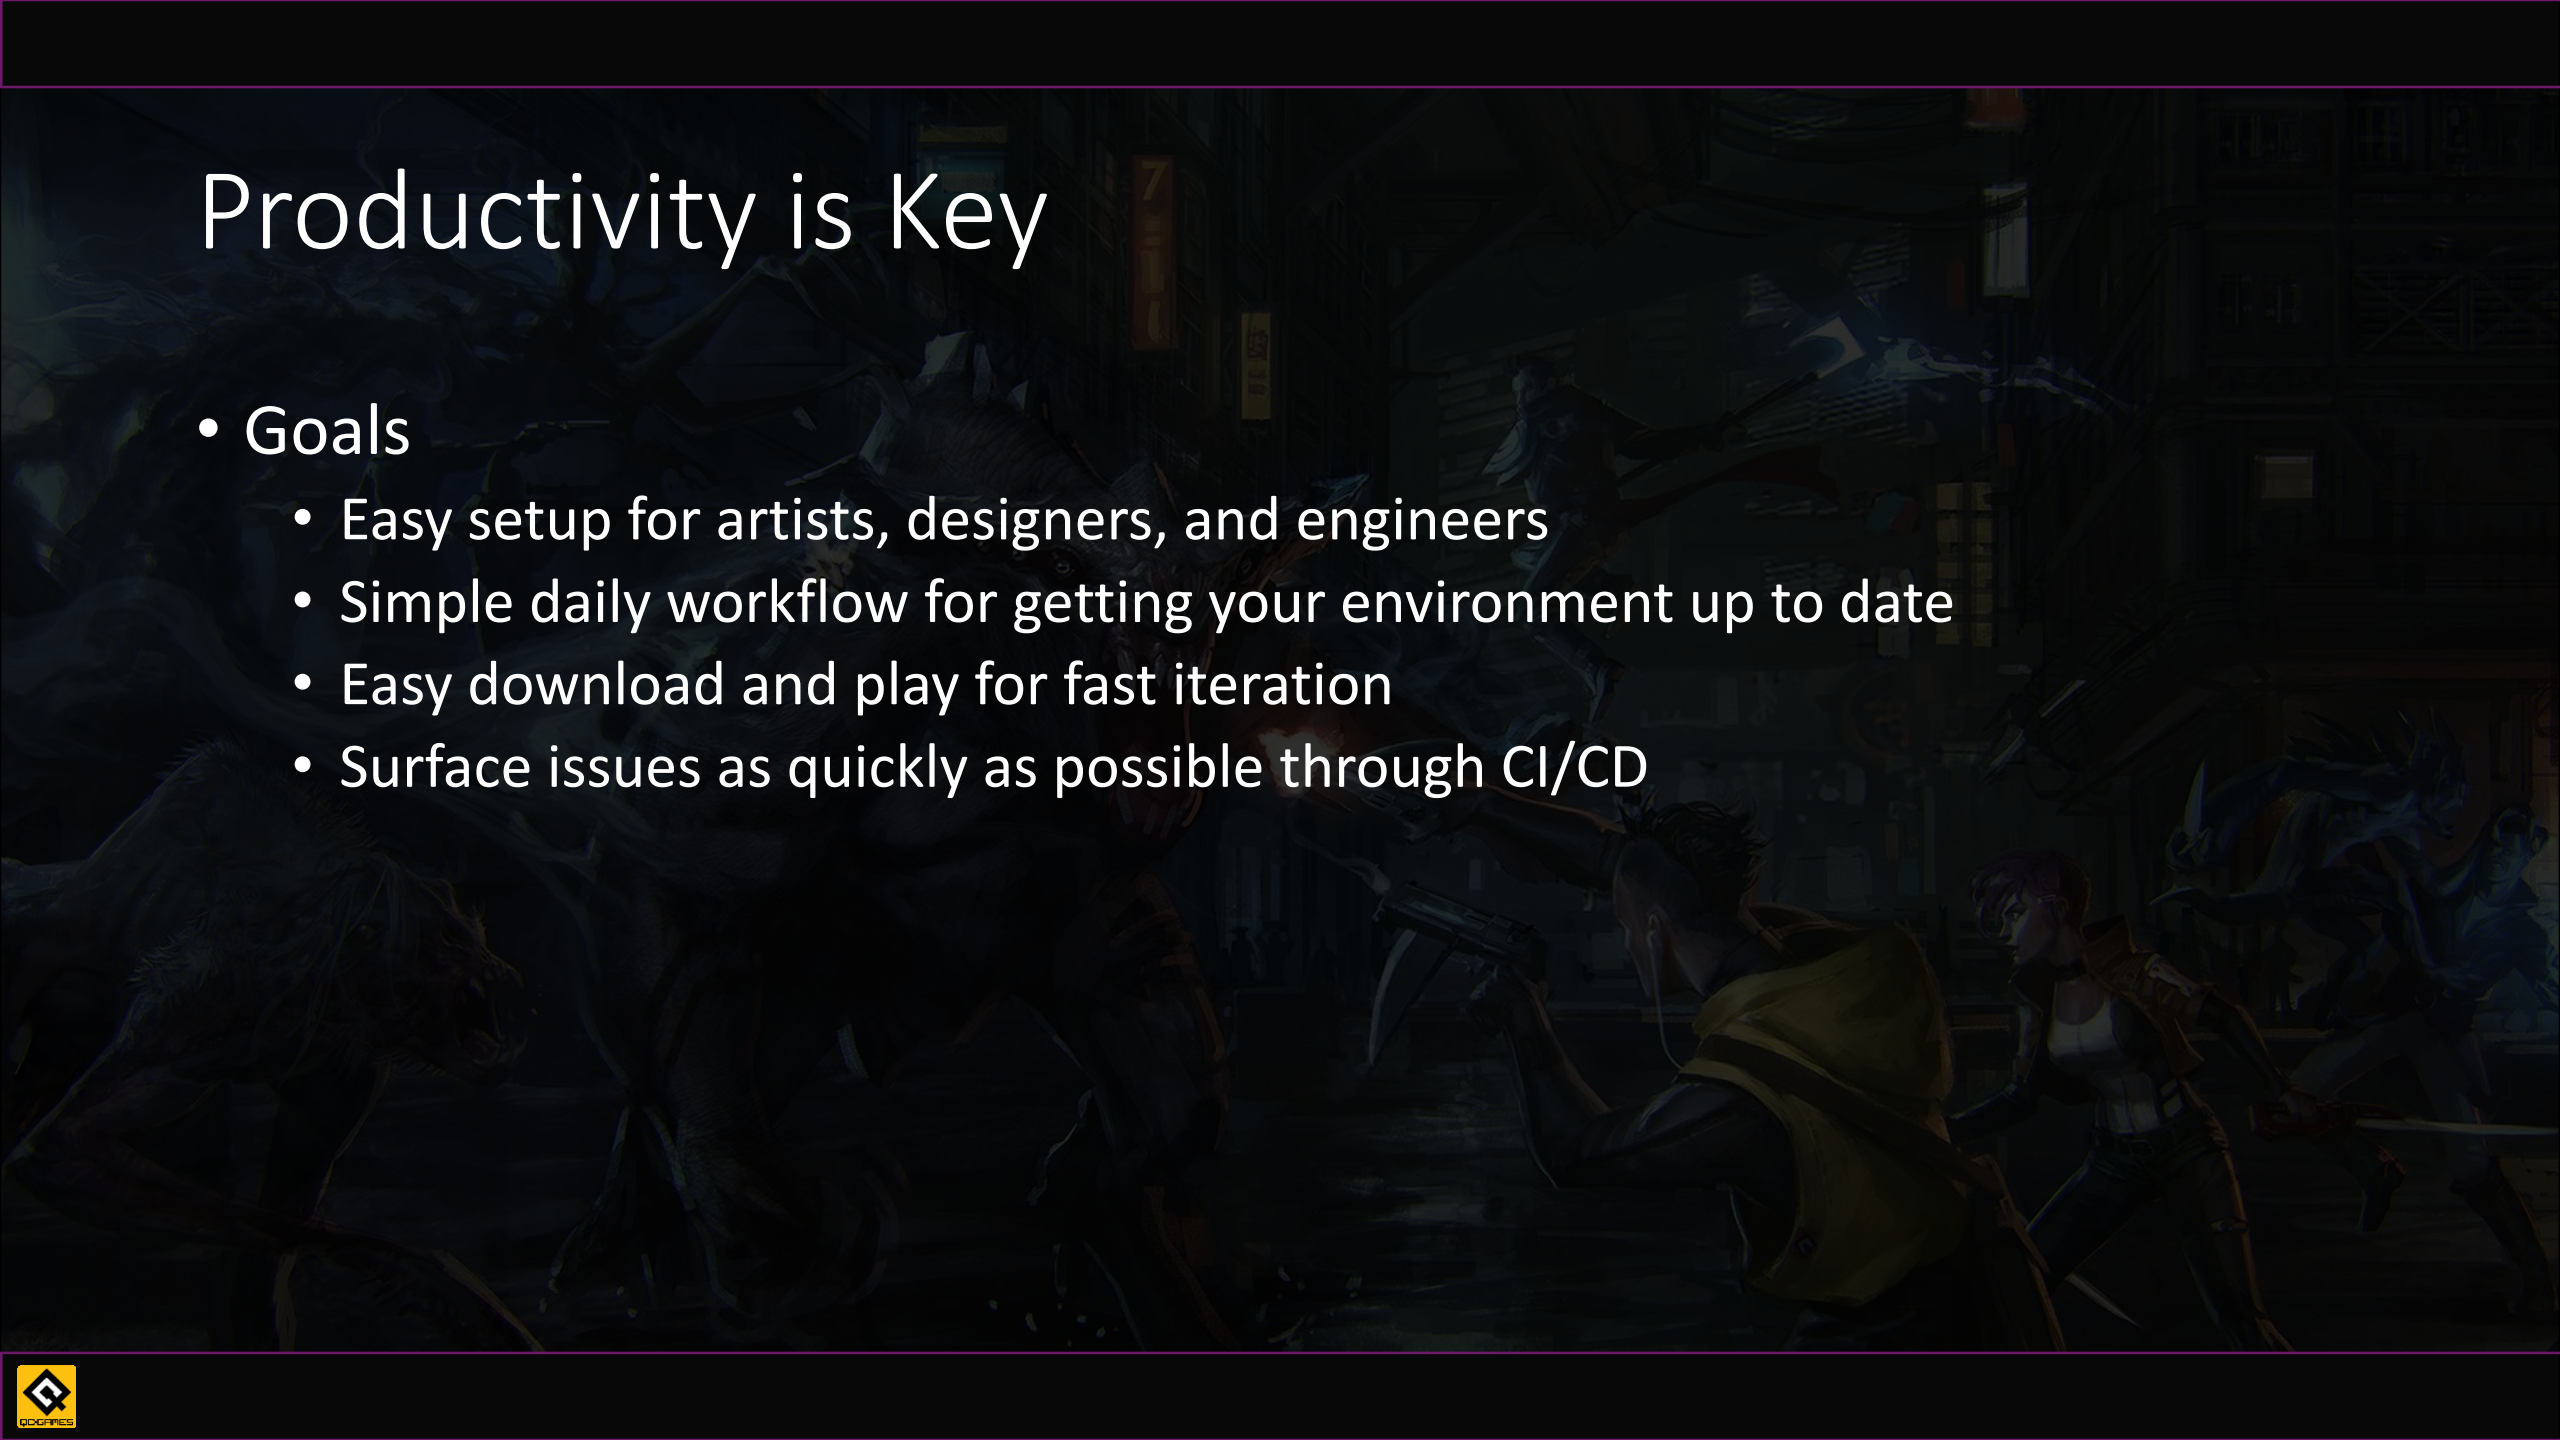 Productivity is Key
• Goals
• Easy setup for artists, designers, and engineers
• Simple daily workflow for getting your environment up to date
• Easy download and play for fast iteration
• Surface issues as quickly as possible through CI/CD
QCXGAMES